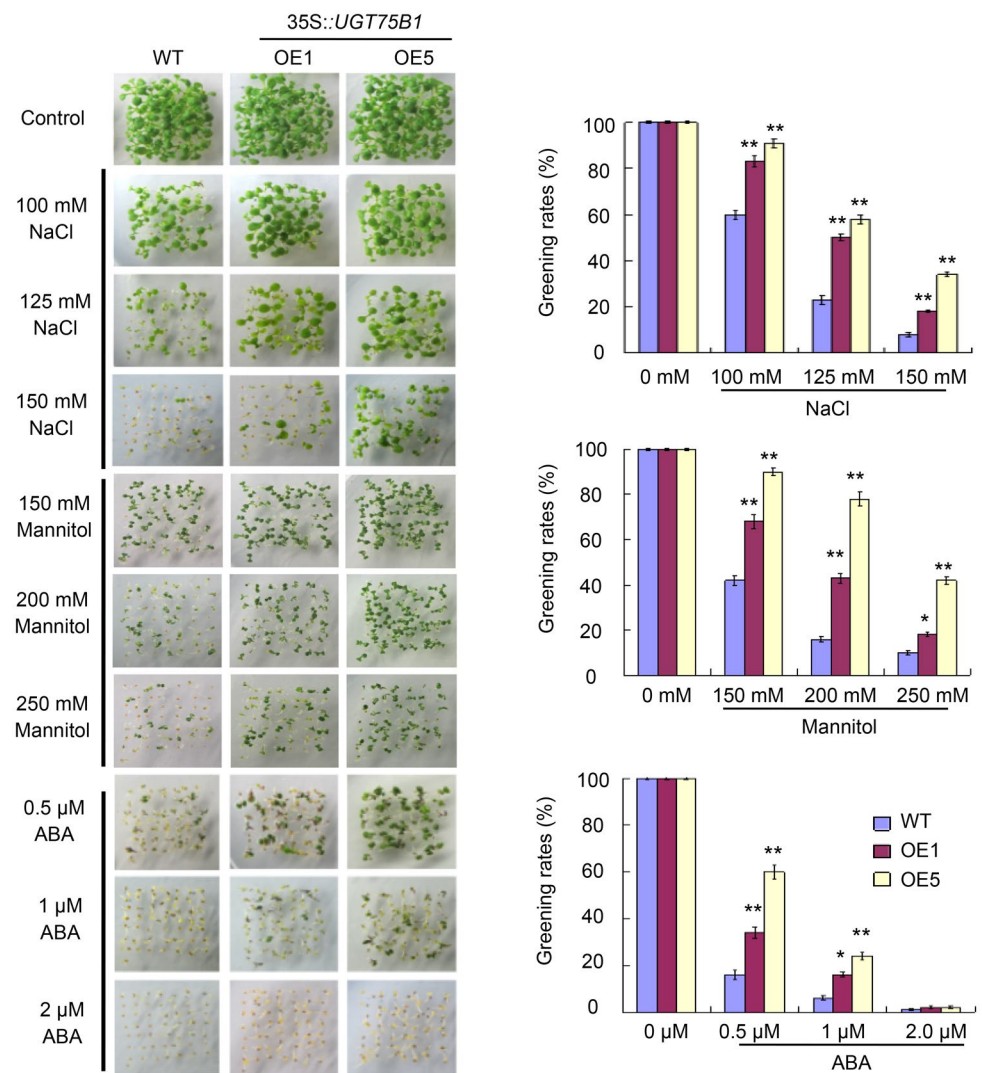 35S::UGT75B1
WT
OE1
OE5
Control
100 mM
NaCl
125 mM
NaCl
150 mM
NaCl
150 mM
Mannitol
200 mM
Mannitol
250 mM
Mannitol
0.5 µM
ABA
1 µM
ABA
2 µM
ABA
Greening rates (%)
100
80
60
40
20
0
** **
** **
** **
0 mM 100 mM 125 mM 150 mM
NaCl
Greening rates (%)
100
80
60
40
20
0
** **
** **
* **
0 mM 150 mM 200 mM 250 mM
Mannitol
Greening rates (%)
100
80
60
40
20
0
** **
* **
WT
OE1
OE5
0 µM 0.5 µM 1 µM 2.0 µM
ABA